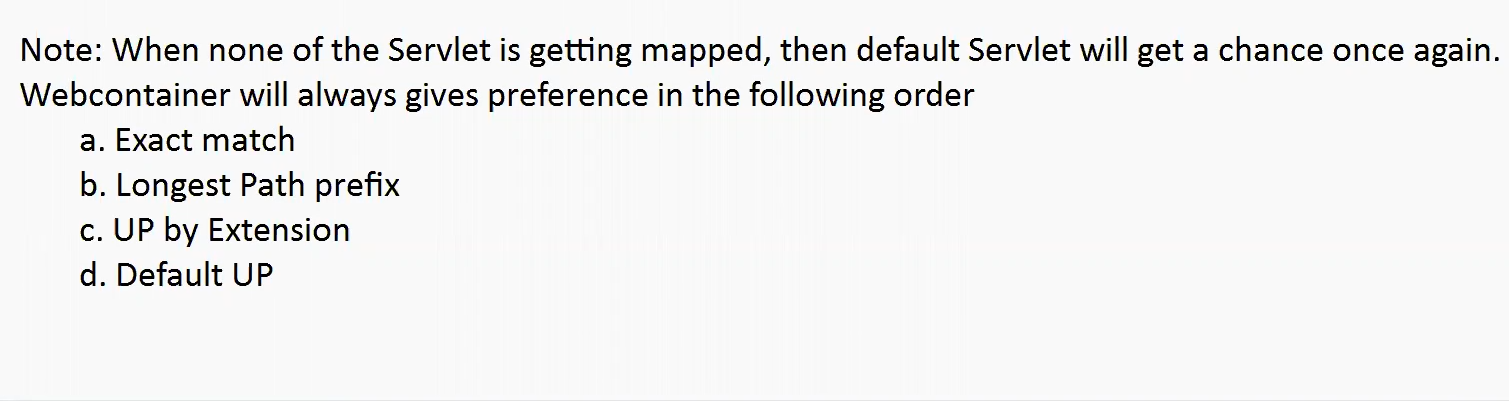 Note: When none of the Servlet is getting mapped, then default Servlet will get a chance once again.
Webcontainer will always gives preference in the following order
a. Exact match
b. Longest Path prefix
c. UP by Extension
d. Default UP